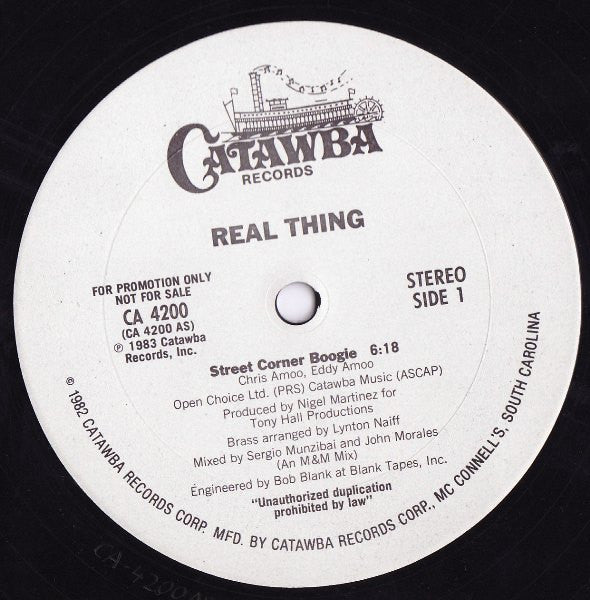 CATAWBA
RECORDS
REAL THING
FOR PROMOTION ONLY
NOT FOR SALE
CA 4200
(CA 4200 AS)
℗ 1983 Catawba
Records, Inc.
STEREO
SIDE 1
Street Corner Boogie 6:18
Chris Amoo, Eddy Amoo
Open Choice Ltd. (PRS) Catawba Music (ASCAP)
Produced by Nigel Martinez for
Tony Hall Productions
Brass arranged by Lynton Naiff
Mixed by Sergio Munzibai and John Morales
(An M&M Mix)
Engineered by Bob Blank at Blank Tapes, Inc.
"Unauthorized duplication
prohibited by law"
© 1982 CATAWBA RECORDS CORP. MFD. BY CATAWBA RECORDS CORP., MC CONNELL'S, SOUTH CAROLINA
CA-4200